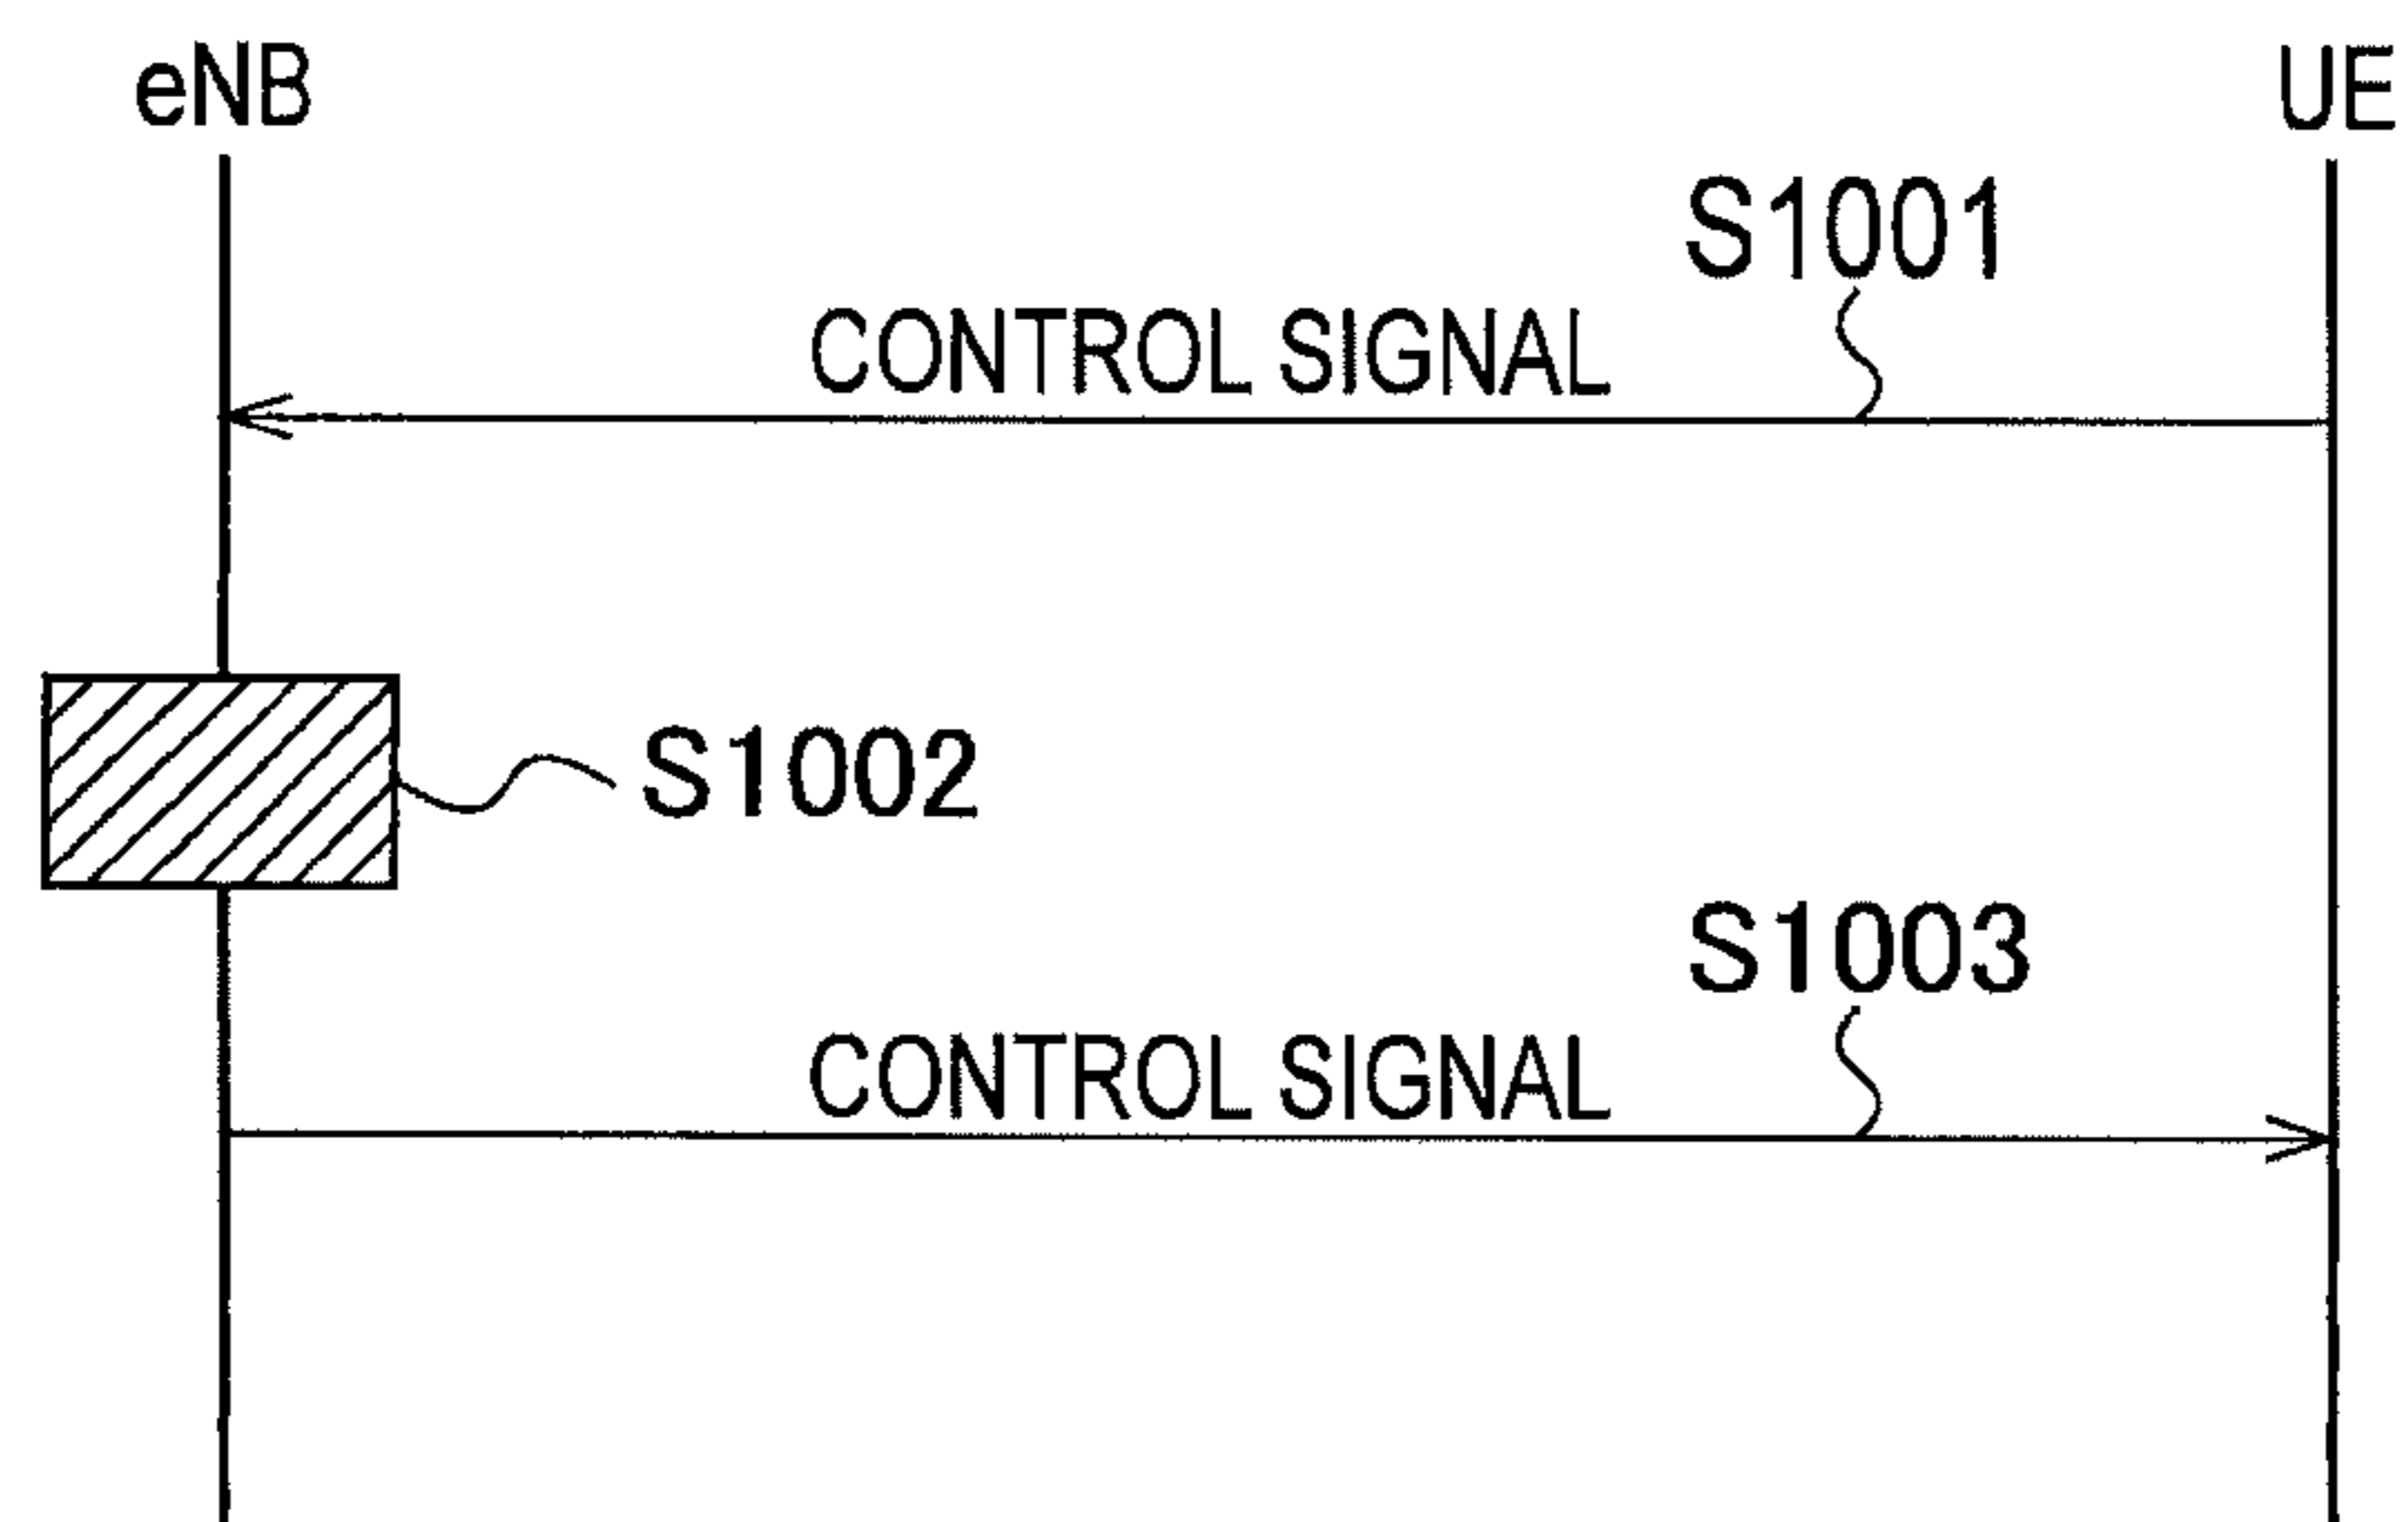 eNB UE
S1001
CONTROL SIGNAL
S1002
S1003
CONTROL SIGNAL